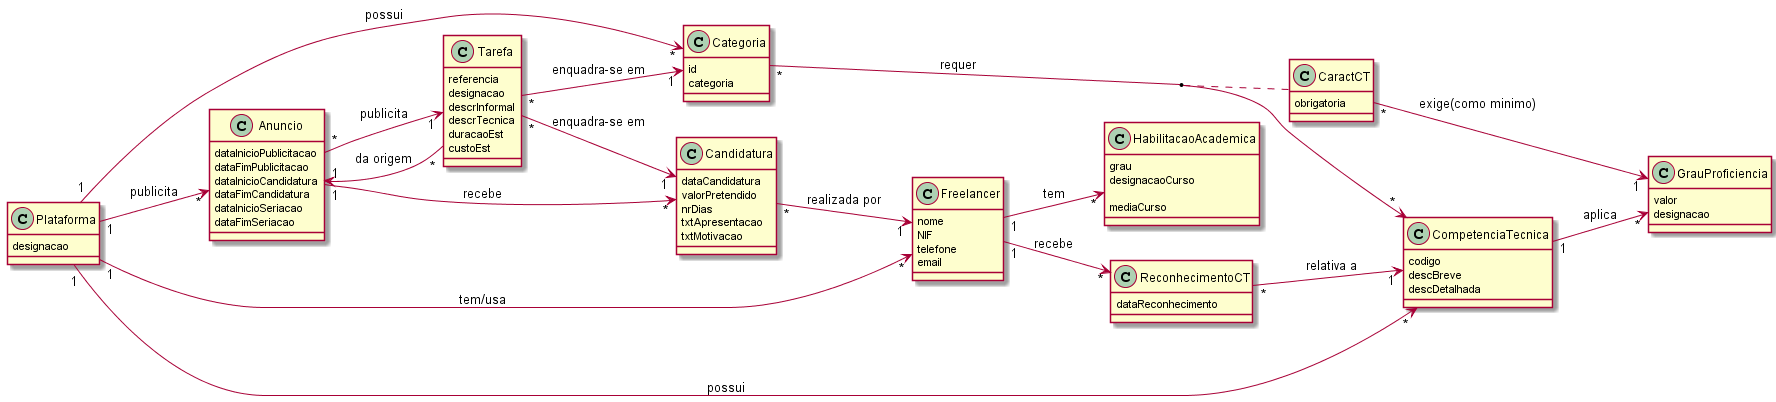 possui
C Categoria
id
categoria
C Tarefa
referencia
designacao
descrInformal
descrTecnica
duracaoEst
custoEst
enquadra-se em
* 1
enquadra-se em
* 1
requer
* *
C CaractCT
obrigatoria
exige(como minimo)
* 1
C Anuncio
dataInicioPublicitacao
dataFimPublicitacao
dataInicioCandidatura
dataFimCandidatura
dataInicioSeriacao
dataFimSeriacao
publicita
* 1
da origem
1 *
recebe
1 *
C Candidatura
dataCandidatura
valorPretendido
nrDias
txtApresentacao
txtMotivacao
realizada por
* 1
C HabilitacaoAcademica
grau
designacaoCurso
mediaCurso
C GrauProficiencia
valor
designacao
C Plataforma
designacao
1 *
publicita
1 *
C Freelancer
nome
NIF
telefone
email
tem
1 *
recebe
1 *
C ReconhecimentoCT
dataReconhecimento
relativa a
* 1
C CompetenciaTecnica
codigo
descBreve
descDetalhada
aplica
1 *
tem/usa
1 *
possui
1 *